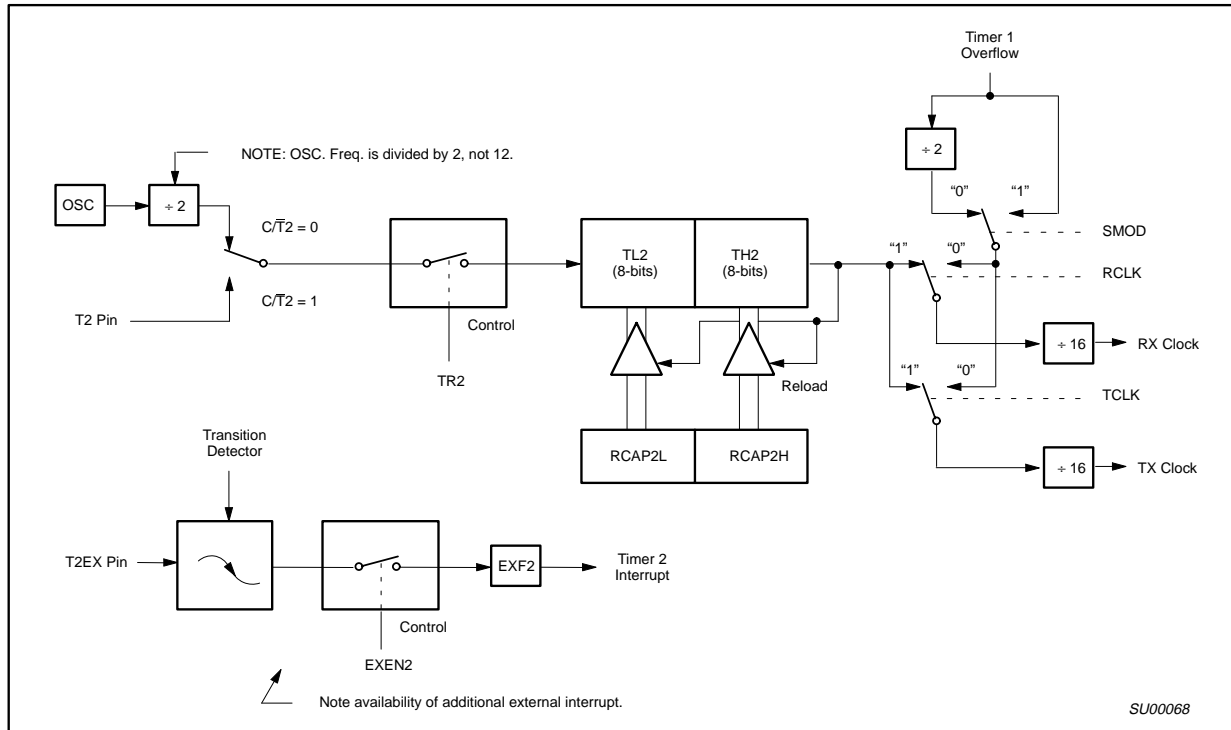 Timer 1
Overflow
NOTE: OSC. Freq. is divided by 2, not 12.
÷ 2
OSC
÷ 2
C/T̅2 = 0
“0”
“1”
SMOD
TL2
(8-bits)
TH2
(8-bits)
“1”
“0”
RCLK
C/T̅2 = 1
T2 Pin
Control
÷ 16
RX Clock
TR2
Reload
“1”
“0”
TCLK
Transition
Detector
RCAP2L
RCAP2H
÷ 16
TX Clock
T2EX Pin
EXF2
Timer 2
Interrupt
Control
EXEN2
Note availability of additional external interrupt.
SU00068